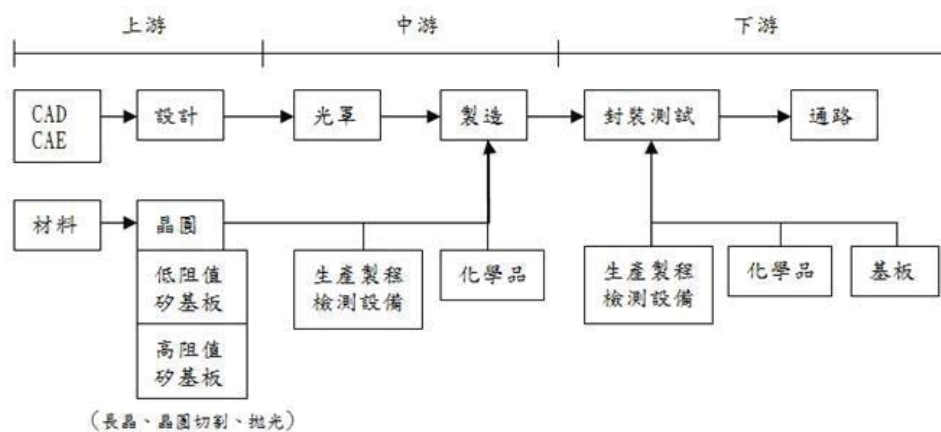 上游
中游
下游
CAD
CAE
設計
光罩
製造
封裝測試
通路
材料
晶圓
低阻值
矽基板
高阻值
矽基板
(長晶、晶圓切割、拋光)
生產製程
檢測設備
化學品
生產製程
檢測設備
化學品
基板